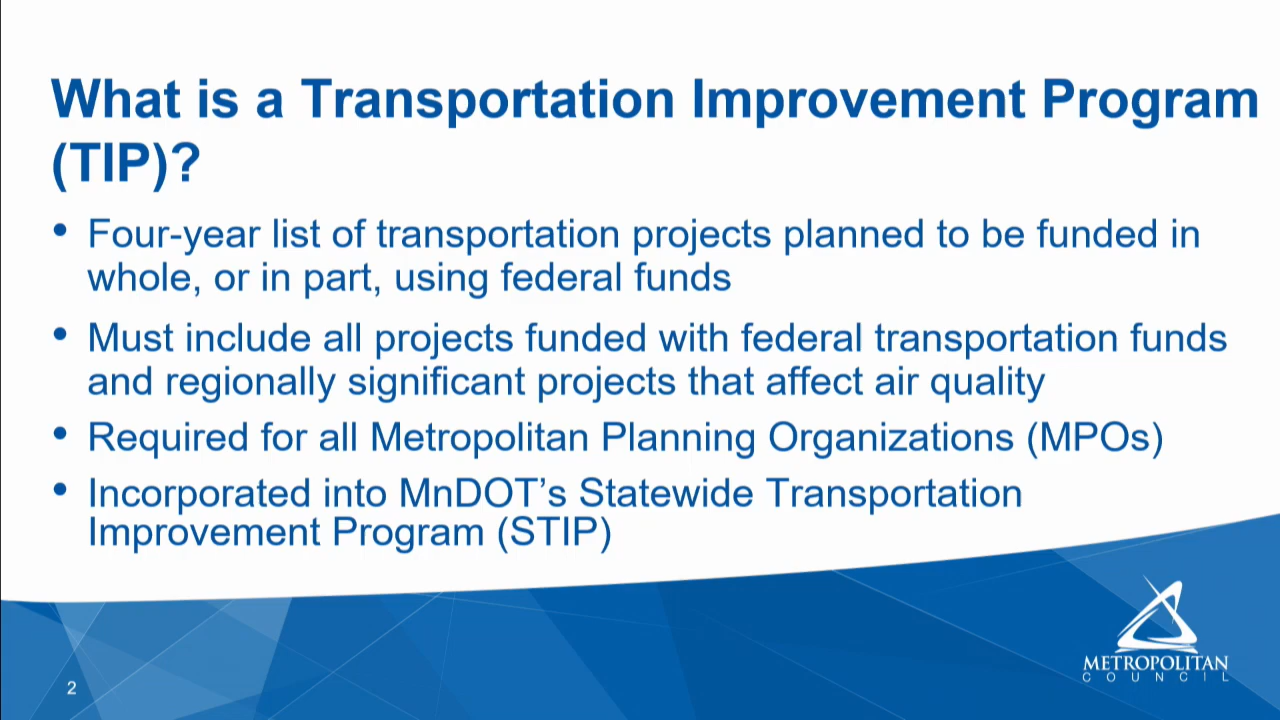 What is a Transportation Improvement Program
(TIP)?
• Four-year list of transportation projects planned to be funded in
whole, or in part, using federal funds
• Must include all projects funded with federal transportation funds
and regionally significant projects that affect air quality
• Required for all Metropolitan Planning Organizations (MPOs)
• Incorporated into MnDOT’s Statewide Transportation
Improvement Program (STIP)
2
METROPOLITAN
COUNCIL